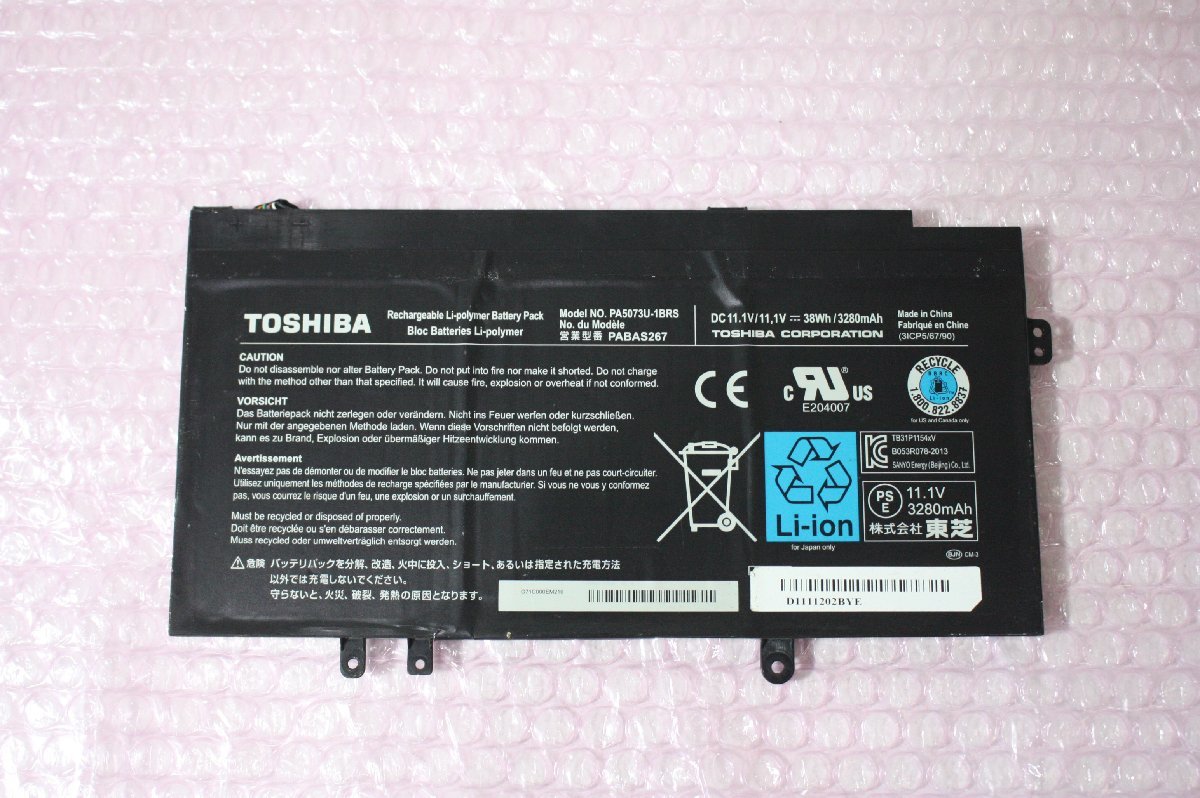 TOSHIBA
Rechargeable Li-polymer Battery Pack
Bloc Batteries Li-polymer
Model NO. PA5073U-1BRS
No. du Modèle
営業型番 PABAS267
DC11.1V/11,1V 38Wh/3280mAh
TOSHIBA CORPORATION
Made in China
Fabriqué en Chine
(3ICP5/67/90)
CAUTION
Do not disassemble nor alter Battery Pack. Do not put into fire nor make it short. Do not charge
with the method other than that specified. It will cause fire, explosion or overheat if not conformed.
VORSICHT
Das Batteriepack nicht zerlegen oder verändern. Nicht ins Feuer werfen oder kurzschließen.
Nur mit der angegebenen Methode laden. Wenn diese Vorschriften nicht befolgt werden,
kann es zu Brand, Explosion oder übermäßiger Hitzeentwicklung kommen.
Avertissement
N'essayez pas de démonter ou de modifier le bloc batteries. Ne pas jeter dans un feu et ne pas court-circuiter.
Utilisez uniquement les méthodes de recharge spécifiées par le manufacturier. Si vous ne vous y conformez
pas, vous courrez le risque d'un feu, une explosion or un surchauffement.
Must be recycled or disposed of properly.
Doit être recyclée ou s'en débarasser correctement.
Muss recycled oder umweltverträglich entsorgt werden.
危険 バッテリパックを分解、改造、火中に投入、ショート、あるいは指定された充電方法
以外では充電しないでください。
守らないと、火災、破裂、発熱の原因となります。
CE
C RU US
E204007
RECYCLE
RBRC
Li-ion
1.800.822.8837
for US and Canada only
Li-ion
for Japan only
TB31P1154xV
B053R078-2013
SANYO Energy (Beijing) Co., Ltd.
PS
E
11.1V
3280mAh
株式会社 東芝
BJN CM-3
G71C000EM210
D1111202BYE